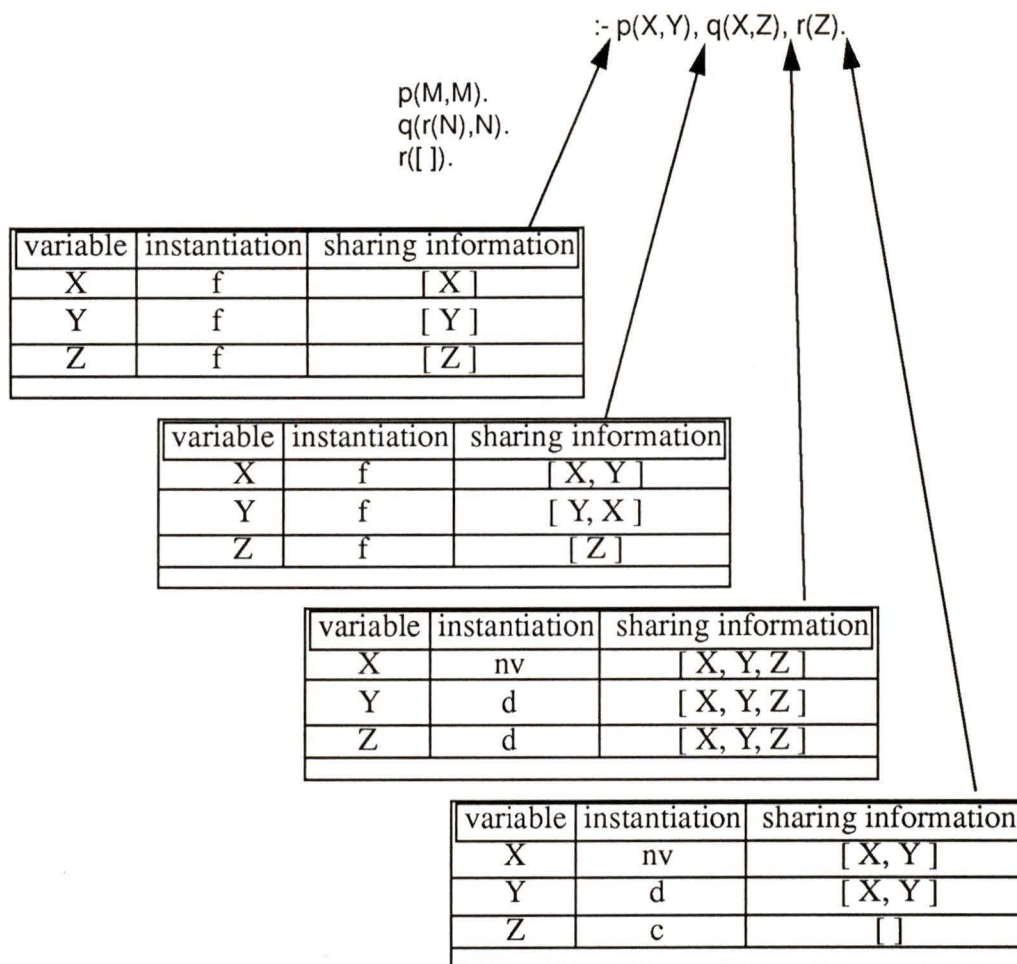 :- p(X,Y), q(X,Z), r(Z).
p(M,M).
q(r(N),N).
r([ ]).
variable instantiation sharing information
X f [ X ]
Y f [ Y ]
Z f [ Z ]
variable instantiation sharing information
X f [ X, Y ]
Y f [ Y, X ]
Z f [ Z ]
variable instantiation sharing information
X nv [ X, Y, Z ]
Y d [ X, Y, Z ]
Z d [ X, Y, Z ]
variable instantiation sharing information
X nv [ X, Y ]
Y d [ X, Y ]
Z c [ ]